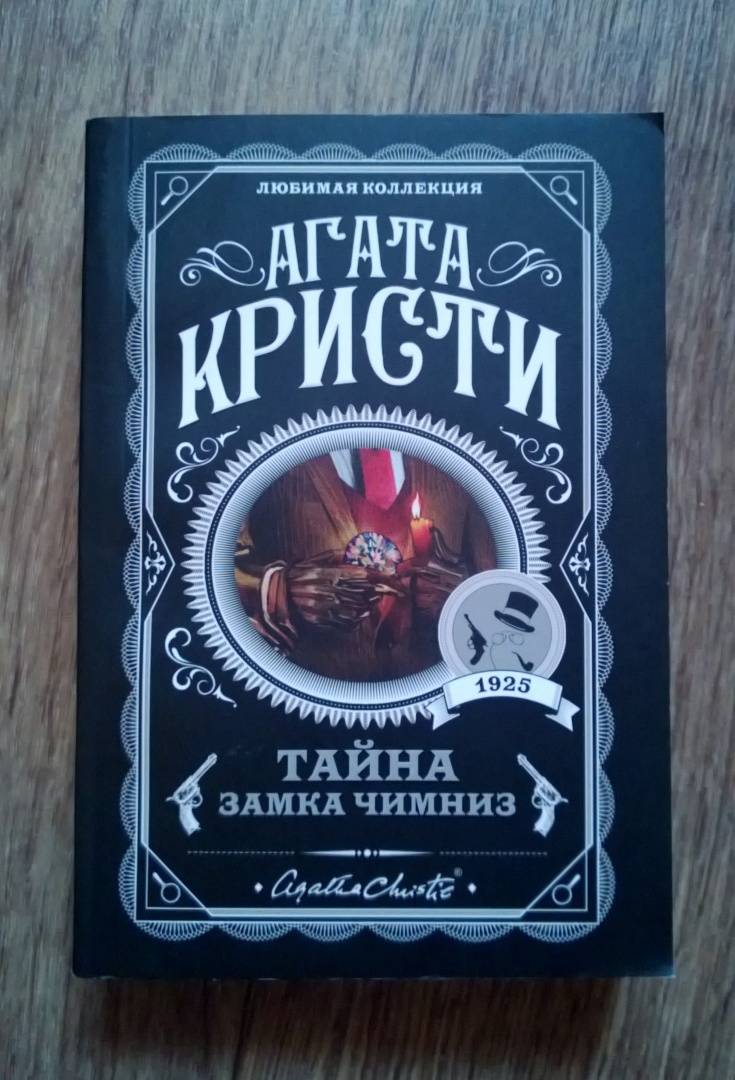 ЛЮБИМАЯ КОЛЛЕКЦИЯ
АГАТА
КРИСТИ
1925
ТАЙНА
ЗАМКА ЧИМНИЗ
Agatha Christie®